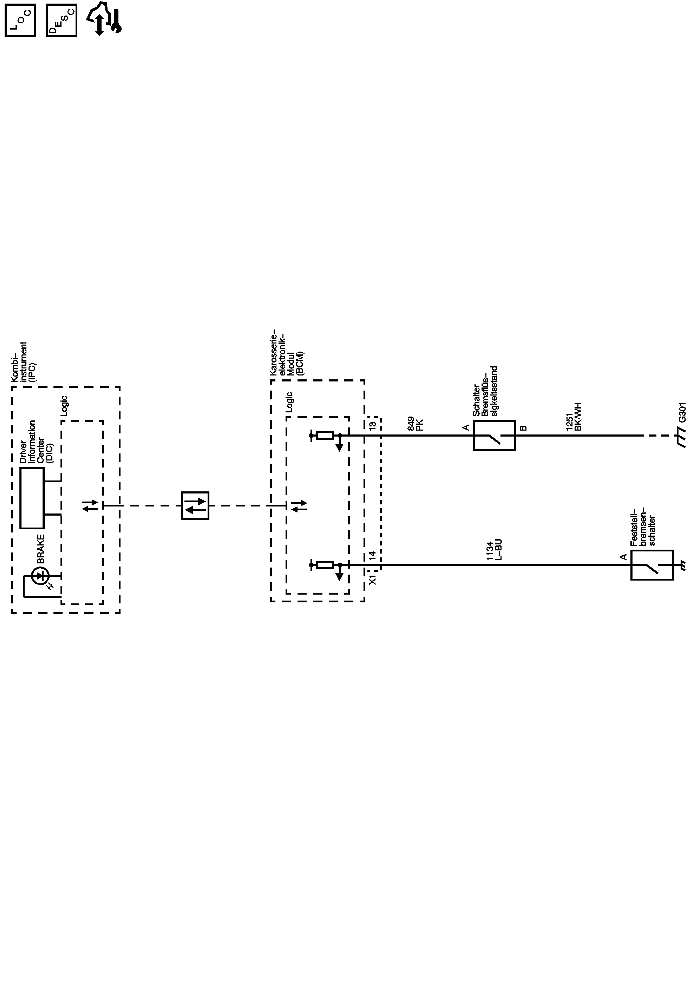 LOC
DESC
Kombi–
instrument
(IPC)
Driver
Information
Center
(DIC)
Logic
BRAKE
Karosserie–
elektronik–
Modul
(BCM)
Logic
13
849
PK
A
Schalter
Bremsflüs–
sigkeitsstand
B
1251
BK/WH
G301
X1
14
1134
L–BU
A
Feststell–
bremsen–
schalter